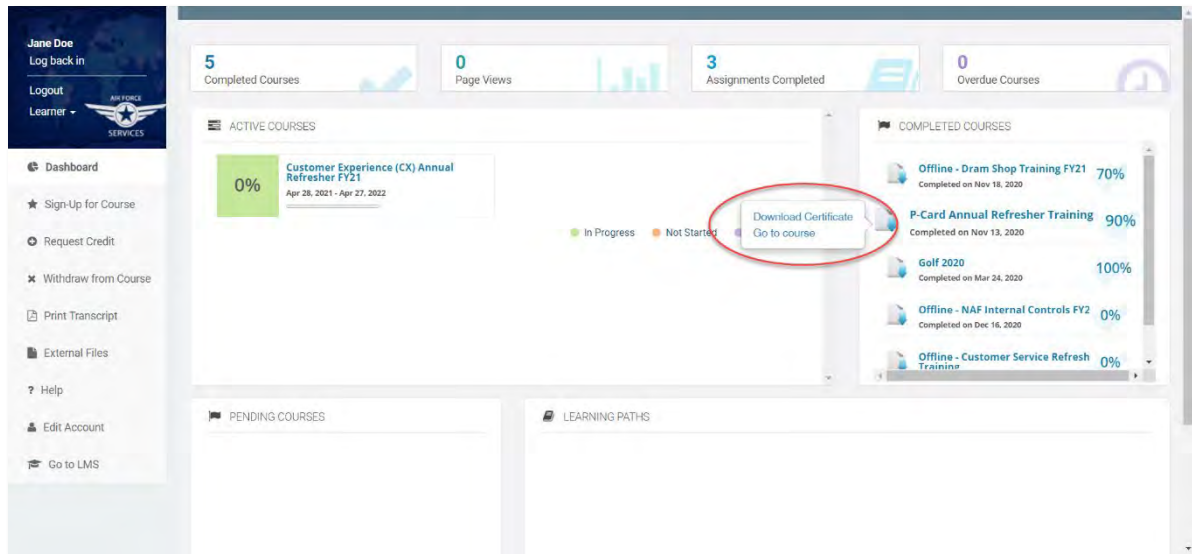 Jane Doe
Log back in
Logout
Learner
AIR FORCE
SERVICES
Dashboard
Sign-Up for Course
Request Credit
Withdraw from Course
Print Transcript
External Files
? Help
Edit Account
Go to LMS
5
Completed Courses
0
Page Views
3
Assignments Completed
0
Overdue Courses
ACTIVE COURSES
0%
Customer Experience (CX) Annual
Refresher FY21
Apr 28, 2021 - Apr 27, 2022
In Progress
Not Started
Download Certificate
Go to course
COMPLETED COURSES
Offline - Dram Shop Training FY21
70%
Completed on Nov 18, 2020
P-Card Annual Refresher Training
90%
Completed on Nov 13, 2020
Golf 2020
100%
Completed on Mar 24, 2020
Offline - NAF Internal Controls FY2
0%
Completed on Dec 16, 2020
Offline - Customer Service Refresh
Training
0%
PENDING COURSES
LEARNING PATHS